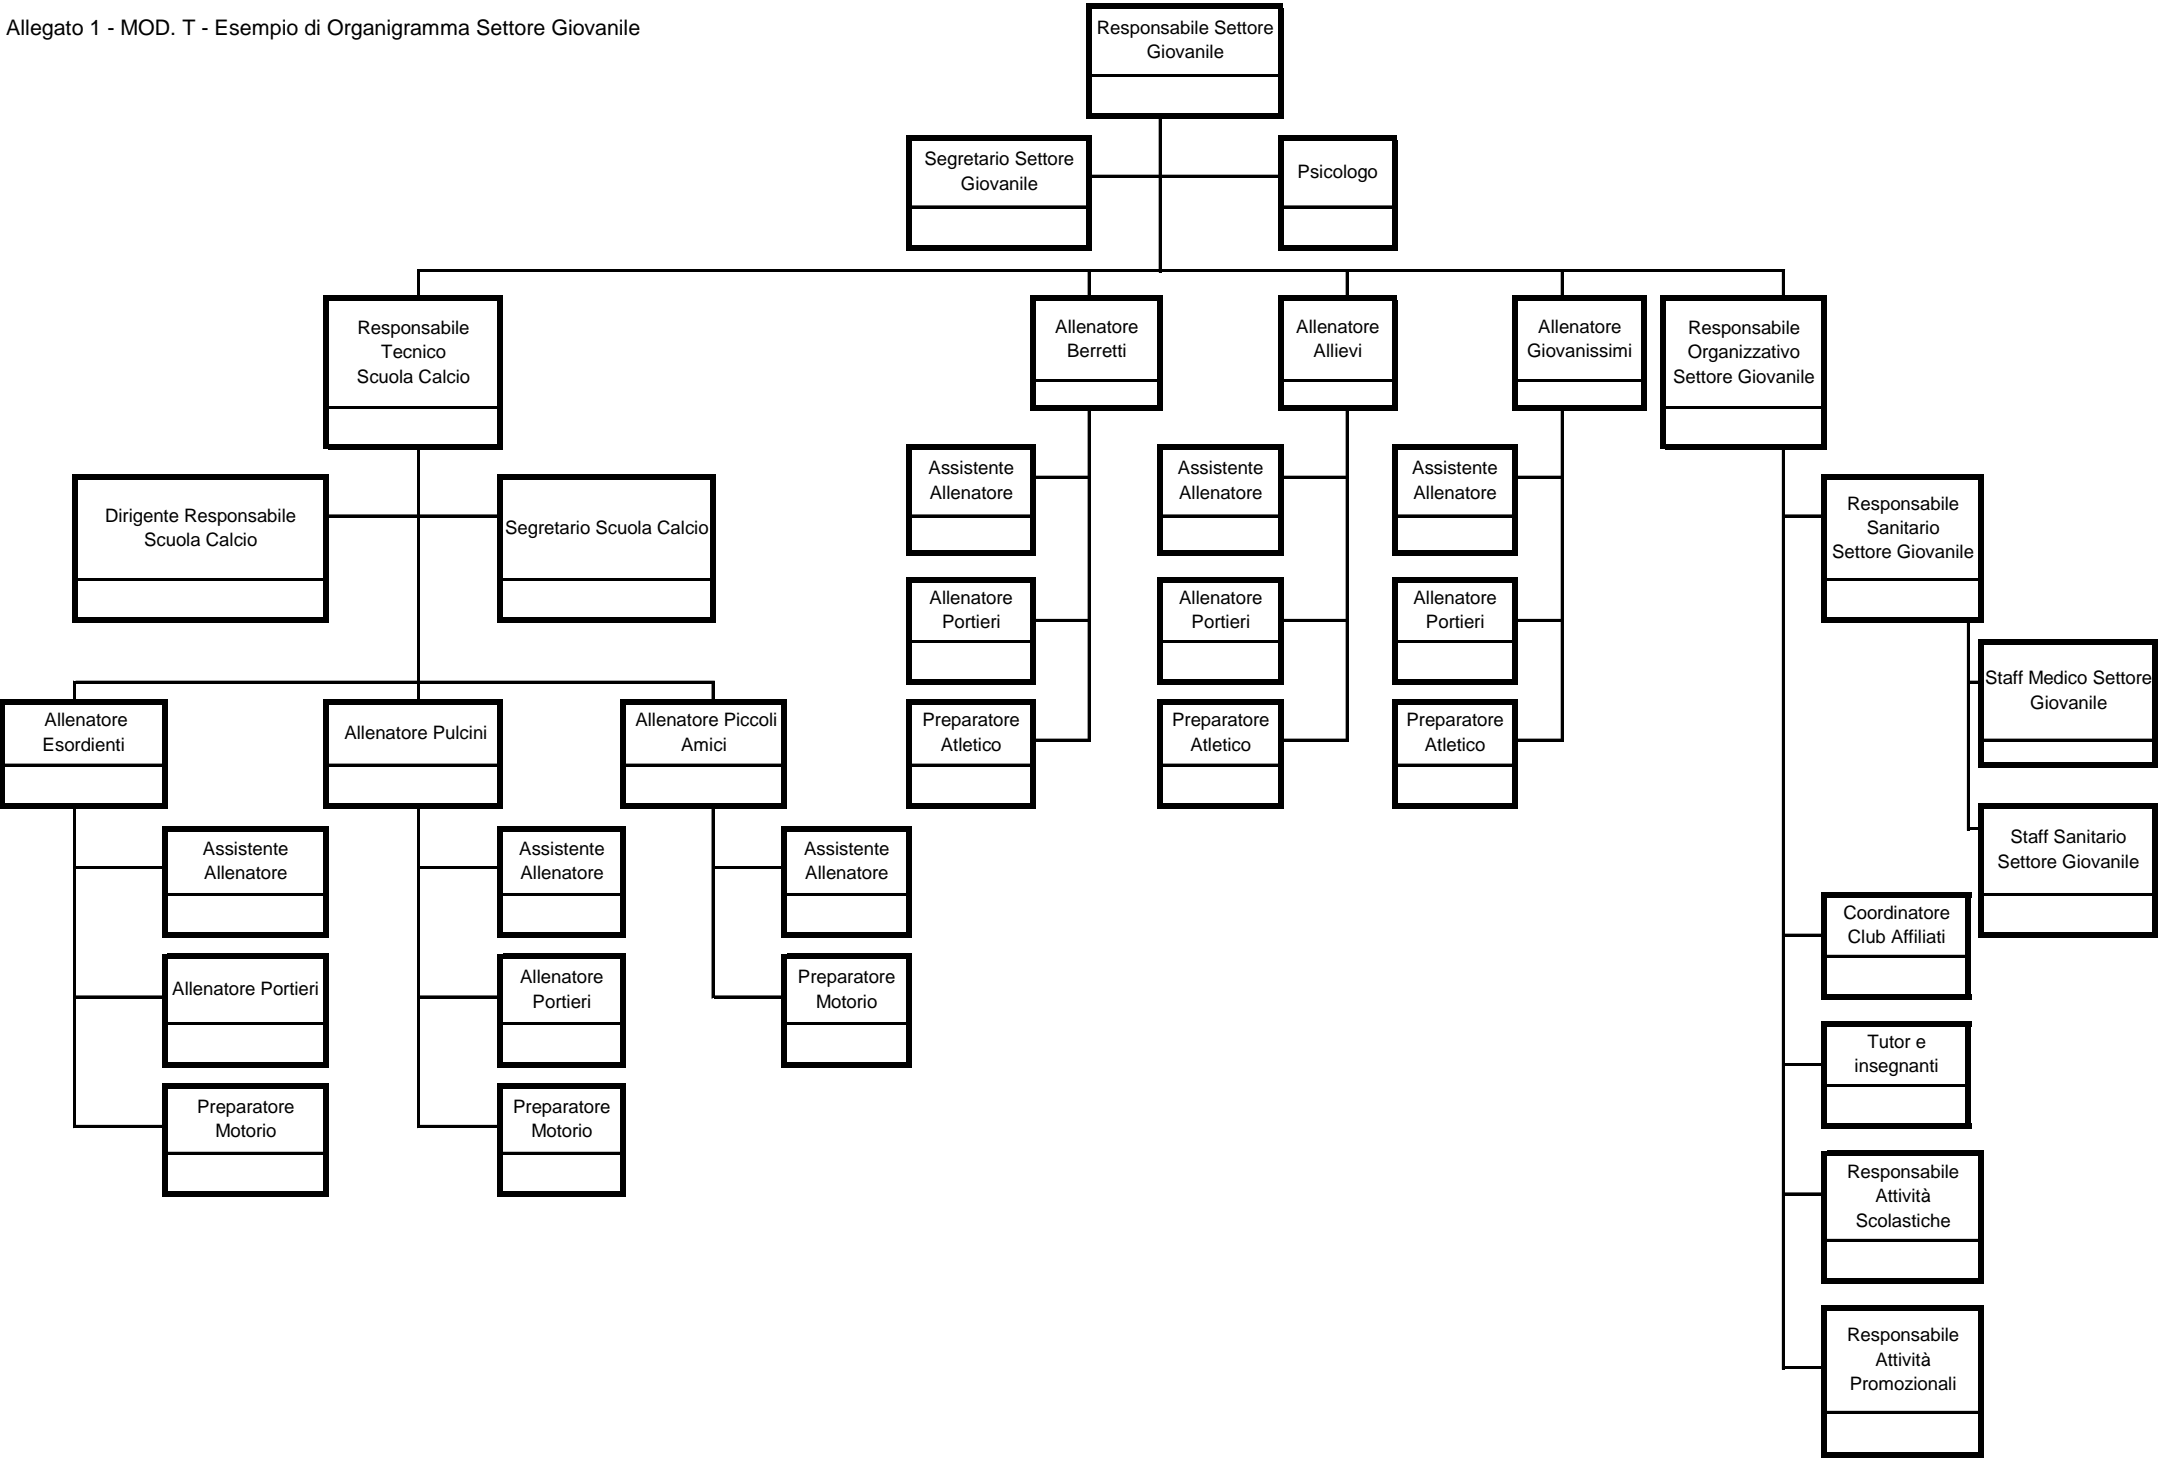 Allegato 1 - MOD. T - Esempio di Organigramma Settore Giovanile
Responsabile Settore
Giovanile
Segretario Settore
Giovanile
Psicologo
Responsabile
Tecnico
Scuola Calcio
Allenatore
Berretti
Allenatore
Allievi
Allenatore
Giovanissimi
Responsabile
Organizzativo
Settore Giovanile
Dirigente Responsabile
Scuola Calcio
Segretario Scuola Calcio
Assistente
Allenatore
Assistente
Allenatore
Assistente
Allenatore
Responsabile
Sanitario
Settore Giovanile
Allenatore
Portieri
Allenatore
Portieri
Allenatore
Portieri
Staff Medico Settore
Giovanile
Allenatore
Esordienti
Allenatore Pulcini
Allenatore Piccoli
Amici
Preparatore
Atletico
Preparatore
Atletico
Preparatore
Atletico
Staff Sanitario
Settore Giovanile
Assistente
Allenatore
Assistente
Allenatore
Assistente
Allenatore
Coordinatore
Club Affiliati
Allenatore Portieri
Allenatore
Portieri
Preparatore
Motorio
Tutor e
insegnanti
Preparatore
Motorio
Preparatore
Motorio
Responsabile
Attività
Scolastiche
Responsabile
Attività
Promozionali